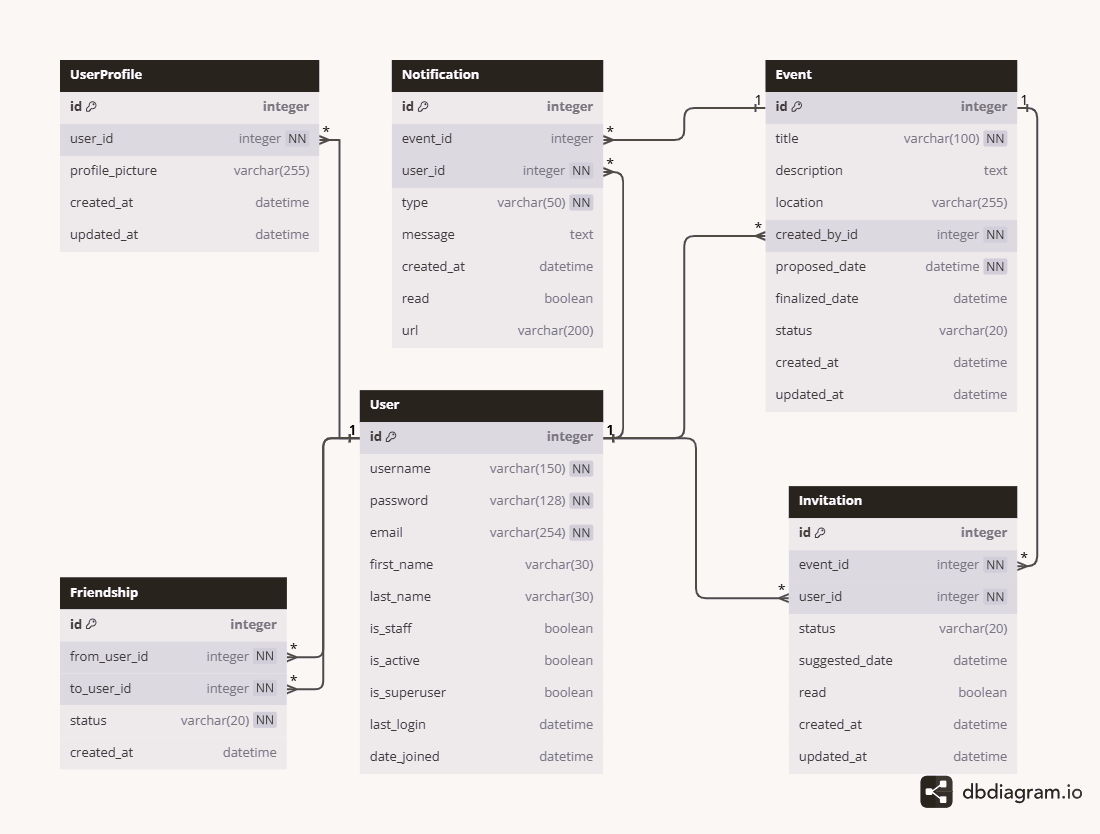 UserProfile
id integer
user_id integer NN
profile_picture varchar(255)
created_at datetime
updated_at datetime
*
Notification
id integer
event_id integer
user_id integer NN
type varchar(50) NN
message text
created_at datetime
read boolean
url varchar(200)
*
*
Event
1
1
id integer
title varchar(100) NN
description text
location varchar(255)
*
created_by_id integer NN
proposed_date datetime NN
finalized_date datetime
status varchar(20)
created_at datetime
updated_at datetime
User
1
1
id integer
username varchar(150) NN
password varchar(128) NN
email varchar(254) NN
first_name varchar(30)
last_name varchar(30)
is_staff boolean
is_active boolean
is_superuser boolean
last_login datetime
date_joined datetime
Friendship
id integer
from_user_id integer NN
to_user_id integer NN
status varchar(20) NN
created_at datetime
*
*
Invitation
id integer
event_id integer NN
user_id integer NN
status varchar(20)
suggested_date datetime
read boolean
created_at datetime
updated_at datetime
*
*
dbdiagram.io